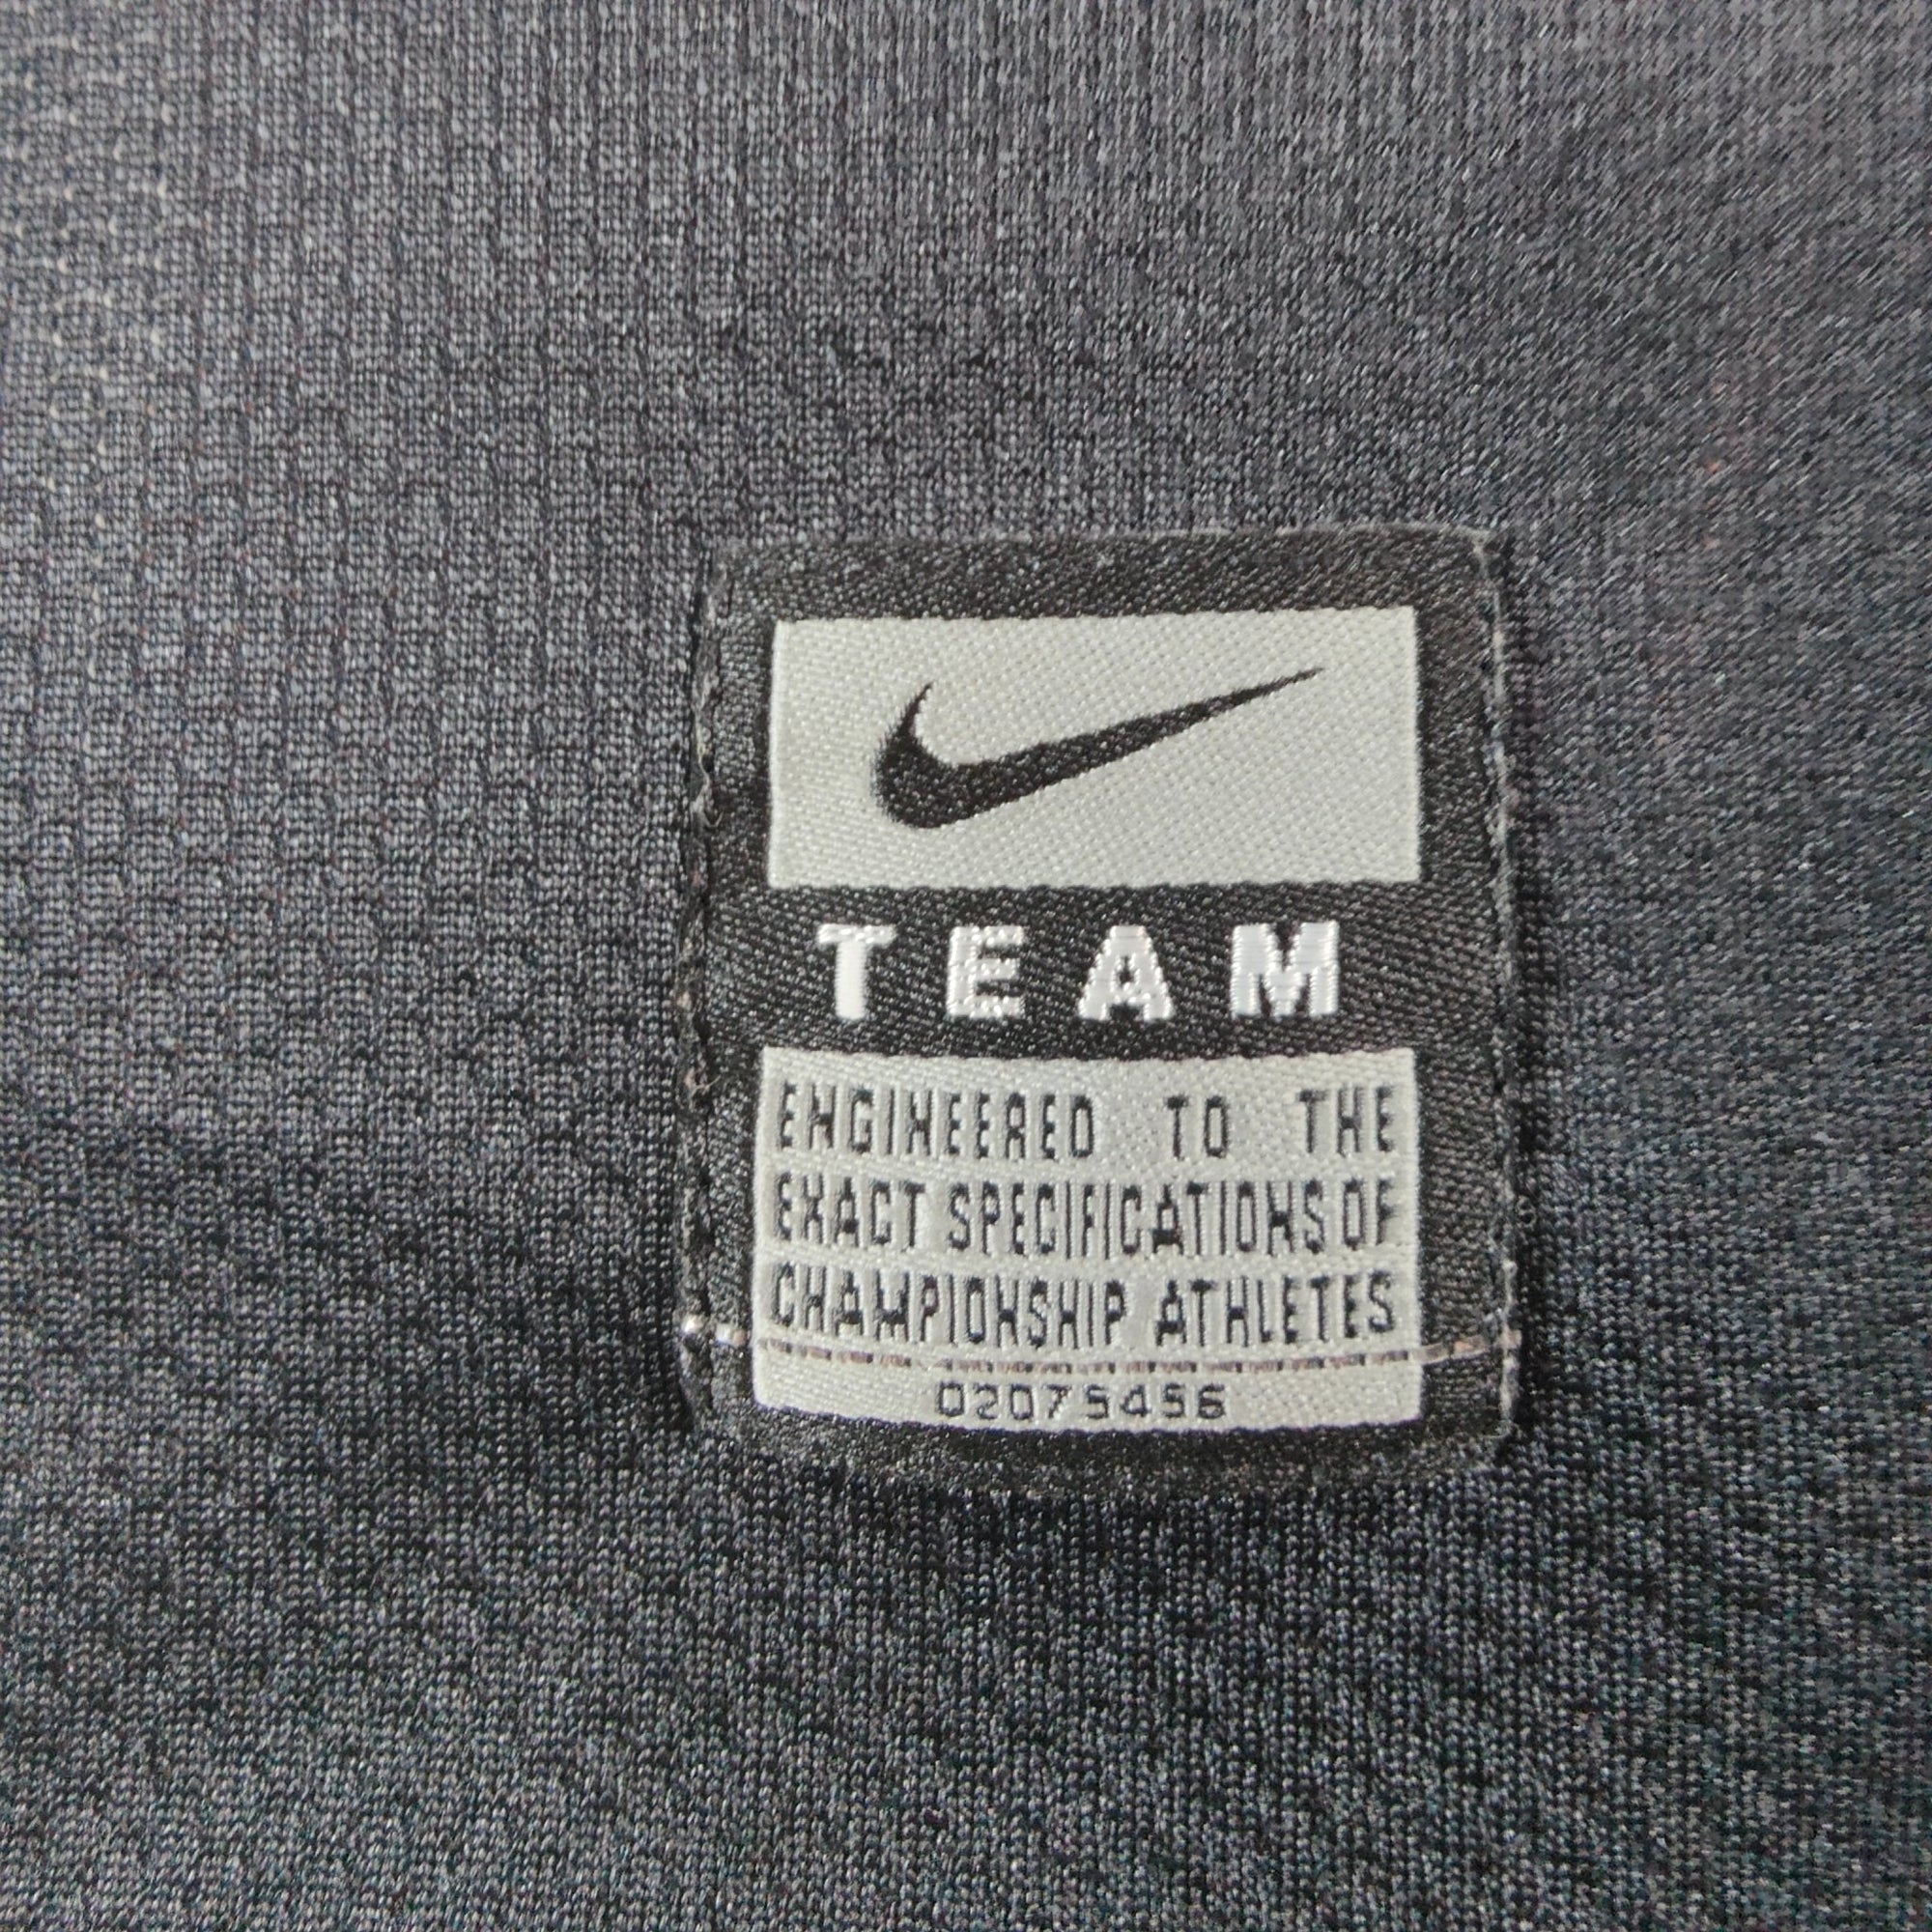 TEAM
ENGINEERED TO THE
EXACT SPECIFICATIONS OF
CHAMPIONSHIP ATHLETES
02075456